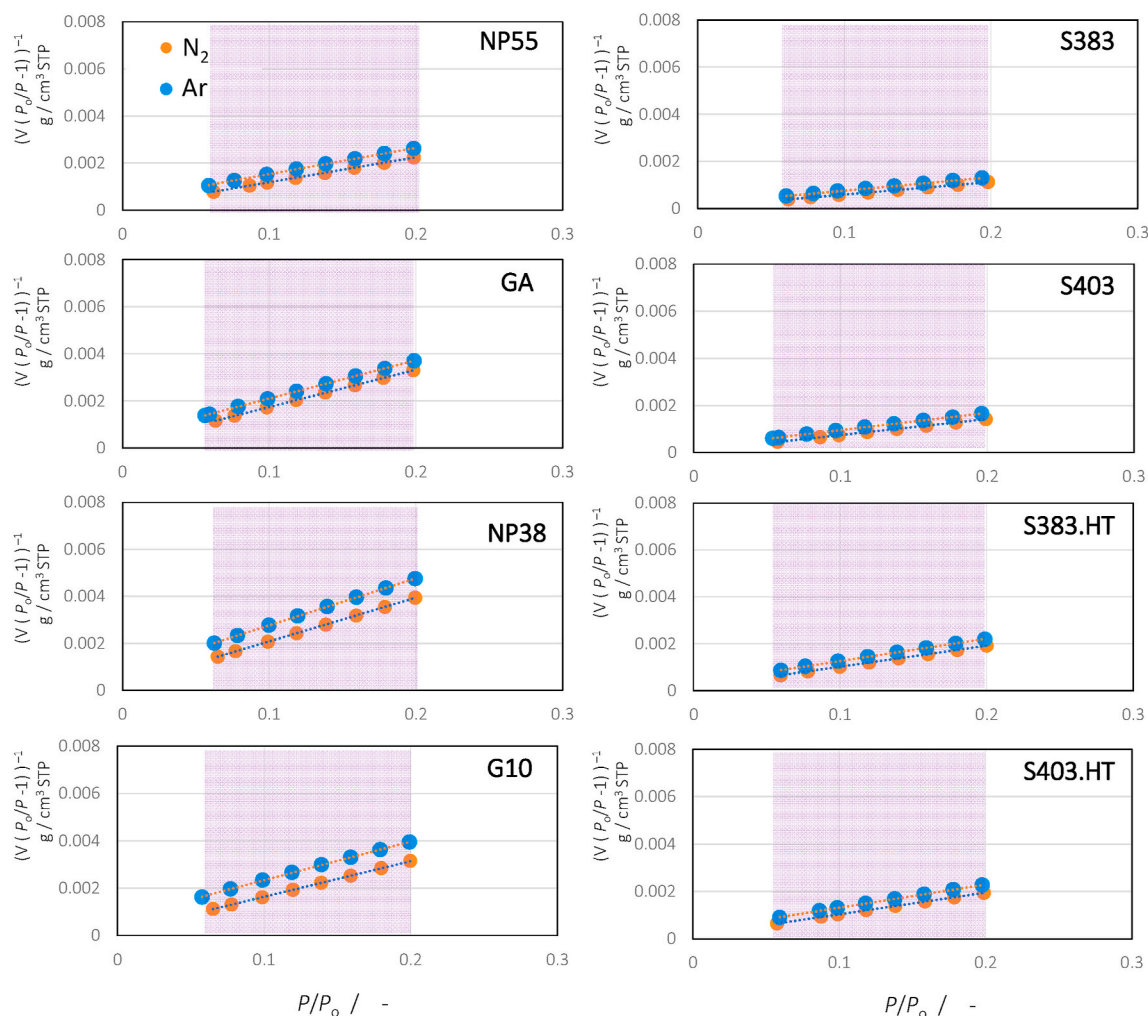 (V ( Pₒ/P -1) )⁻¹
g / cm³ STP
0.008
0.006
0.004
0.002
0
N₂
Ar
NP55
0 0.1 0.2 0.3
(V ( Pₒ/P -1) )⁻¹
g / cm³ STP
0.008
0.006
0.004
0.002
0
S383
0 0.1 0.2 0.3
(V ( Pₒ/P -1) )⁻¹
g / cm³ STP
0.008
0.006
0.004
0.002
0
GA
0 0.1 0.2 0.3
(V ( Pₒ/P -1) )⁻¹
g / cm³ STP
0.008
0.006
0.004
0.002
0
S403
0 0.1 0.2 0.3
(V ( Pₒ/P -1) )⁻¹
g / cm³ STP
0.008
0.006
0.004
0.002
0
NP38
0 0.1 0.2 0.3
(V ( Pₒ/P -1) )⁻¹
g / cm³ STP
0.008
0.006
0.004
0.002
0
S383.HT
0 0.1 0.2 0.3
(V ( Pₒ/P -1) )⁻¹
g / cm³ STP
0.008
0.006
0.004
0.002
0
G10
0 0.1 0.2 0.3
P/Pₒ / -
(V ( Pₒ/P -1) )⁻¹
g / cm³ STP
0.008
0.006
0.004
0.002
0
S403.HT
0 0.1 0.2 0.3
P/Pₒ / -